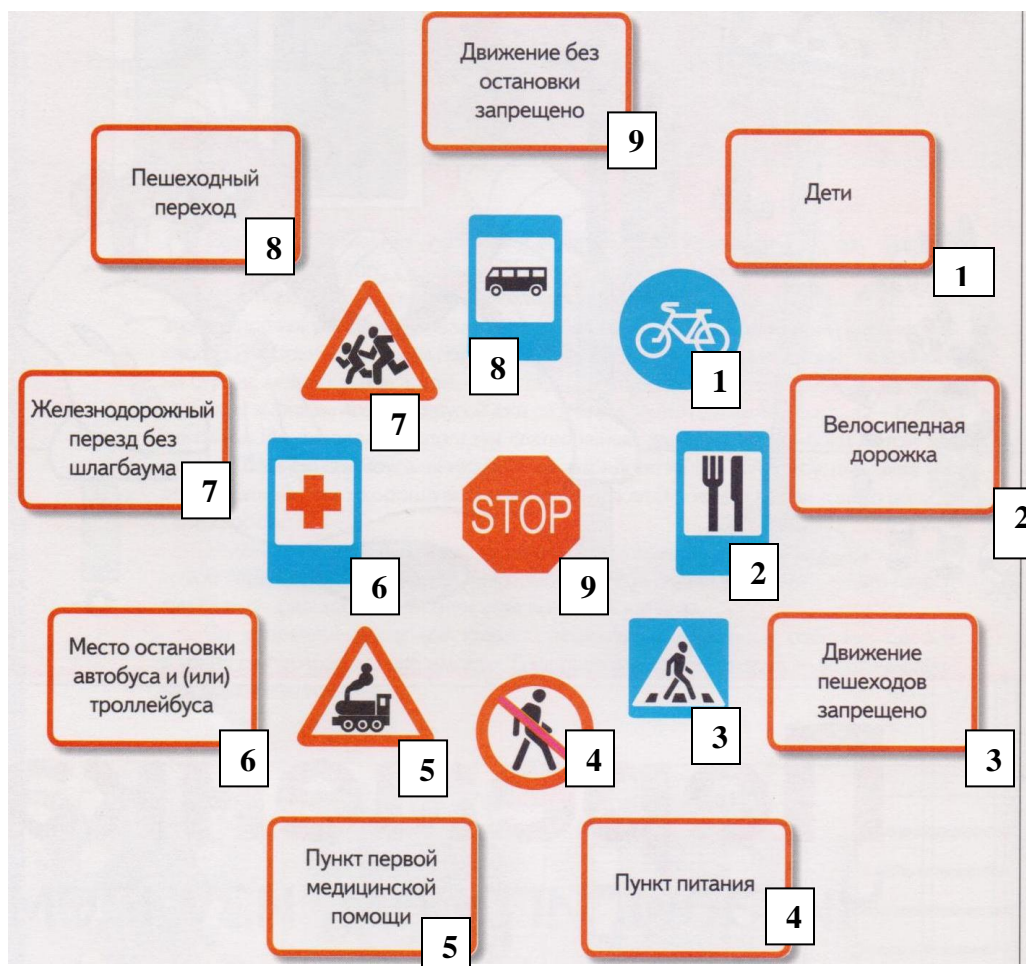 Движение без
остановки
запрещено
9
Пешеходный
переход
8
Дети
1
8
1
7
Железнодорожный
перезд без
шлагбаума
7
Велосипедная
дорожка
2
STOP
6
9
2
Место остановки
автобуса и (или)
троллейбуса
6
Движение
пешеходов
запрещено
3
5
4
3
Пункт первой
медицинской
помощи
5
Пункт питания
4